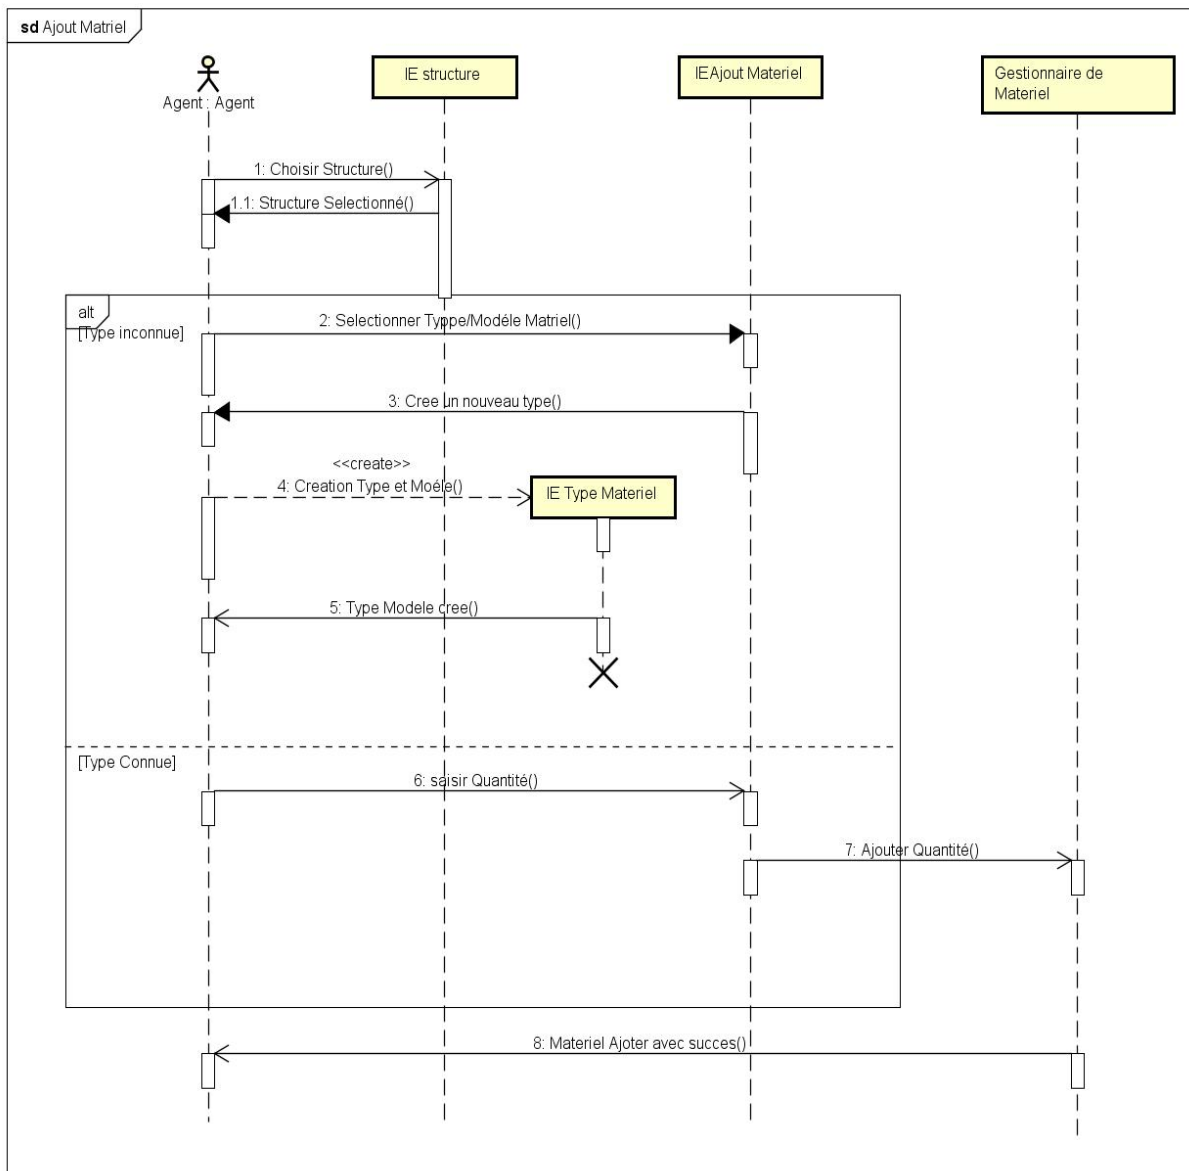 sd Ajout Matriel
IE structure
IEAjout Materiel
Gestionnaire de
Materiel
Agent : Agent
1: Choisir Structure()
1.1: Structure Selectionné()
alt
[Type inconnue]
2: Selectionner Typpe/Modéle Matriel()
3: Cree un nouveau type()
<<create>>
4: Creation Type et Moéle()
IE Type Materiel
5: Type Modele cree()
[Type Connue]
6: saisir Quantité()
7: Ajouter Quantité()
8: Materiel Ajoter avec succes()